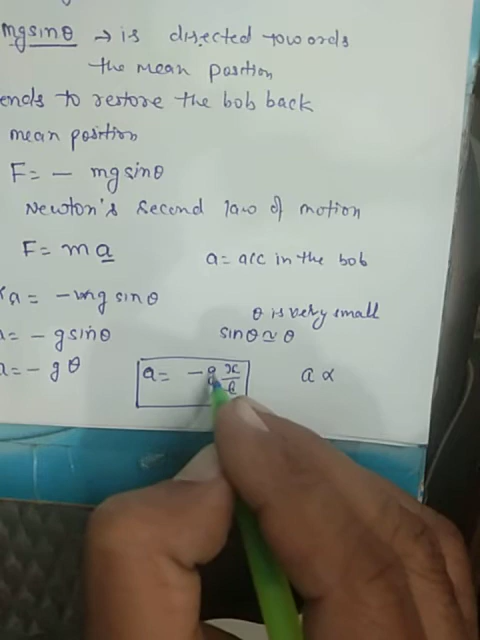 mgsinθ → is directed towards
the mean position
ends to restore the bob back
mean position
F = - mgsinθ
Newton's second law of motion
F = ma a = acc in the bob
a = -mg sinθ θ is very small
= - gsinθ sinθ ≃ θ
= - gθ a = -g x/l a ∝